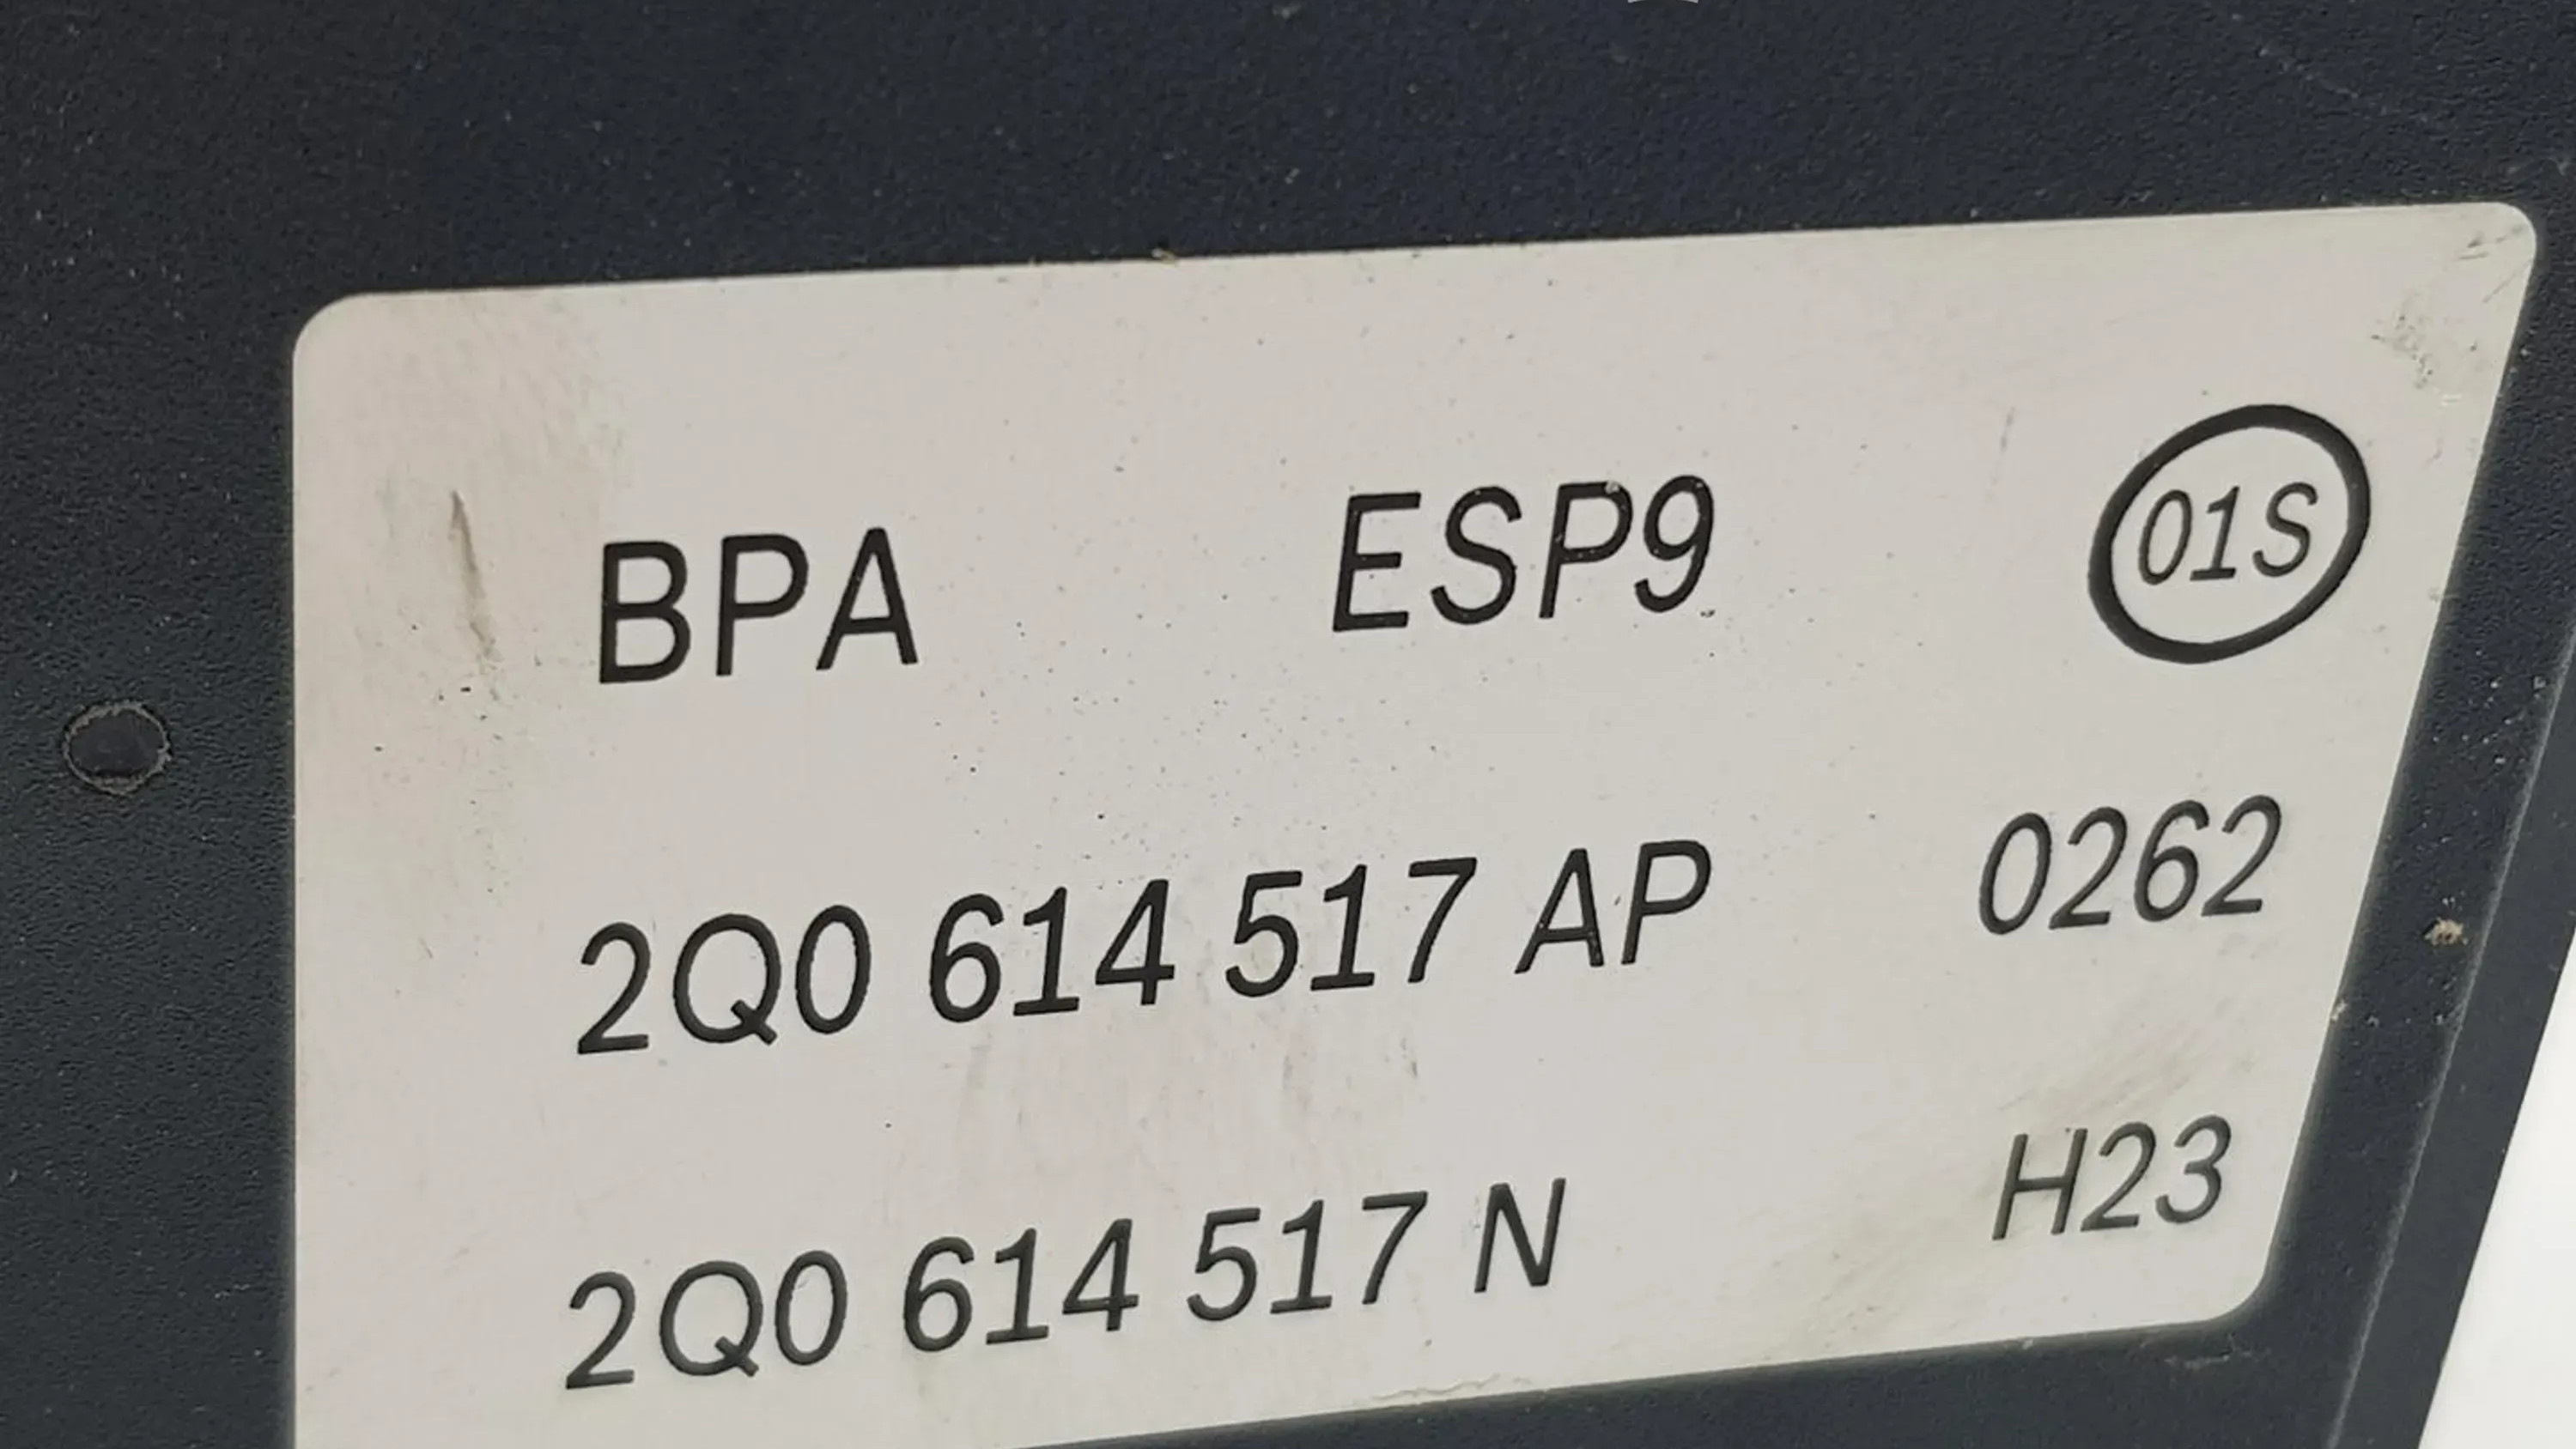 BPA ESP9 01S
2Q0 614 517 AP 0262
2Q0 614 517 N H23